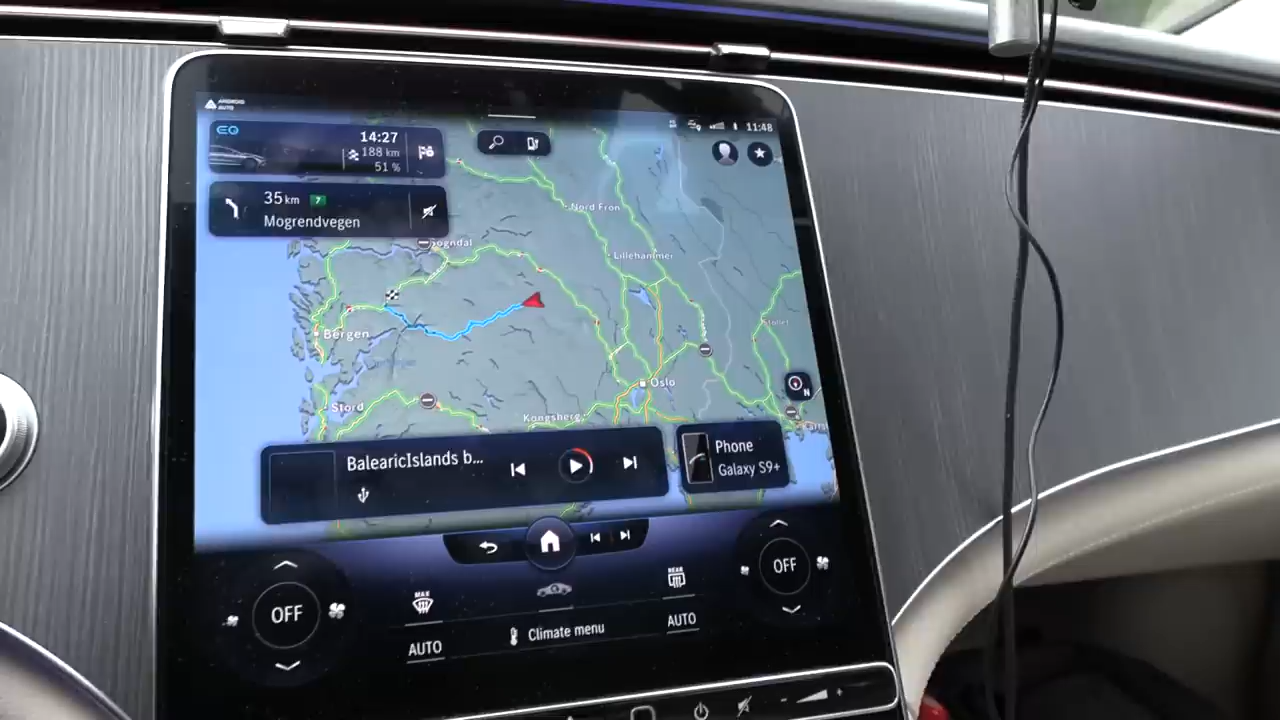 ANDROID
AUTO
11:48
EQ
14:27
188 km
51 %
35 km 7
Mogrendvegen
Nord Fron
Sogndal
Lillehammer
Bergen
Oslo
N
Stord
Kongsberg
BalearicIslands b...
Phone
Galaxy S9+
OFF
OFF
MAX
REAR
AUTO
Climate menu
AUTO